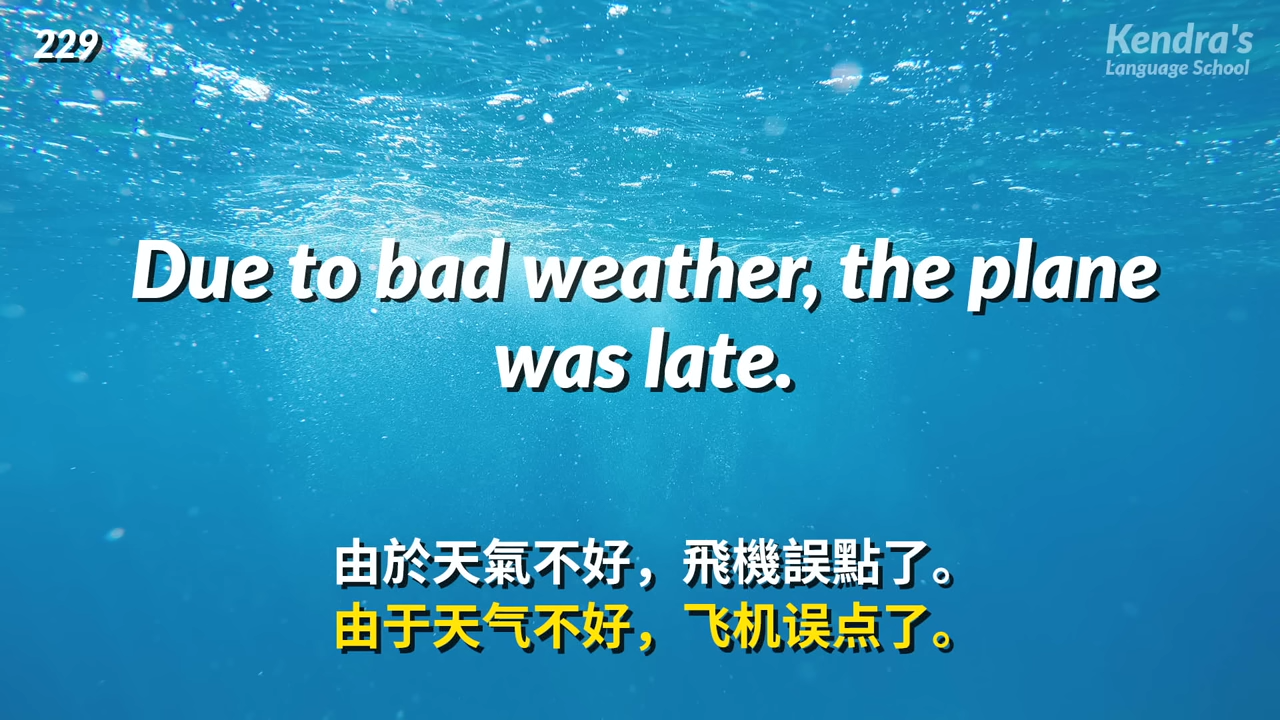 229
Kendra's
Language School
Due to bad weather, the plane
was late.
由於天氣不好，飛機誤點了。
由于天气不好，飞机误点了。